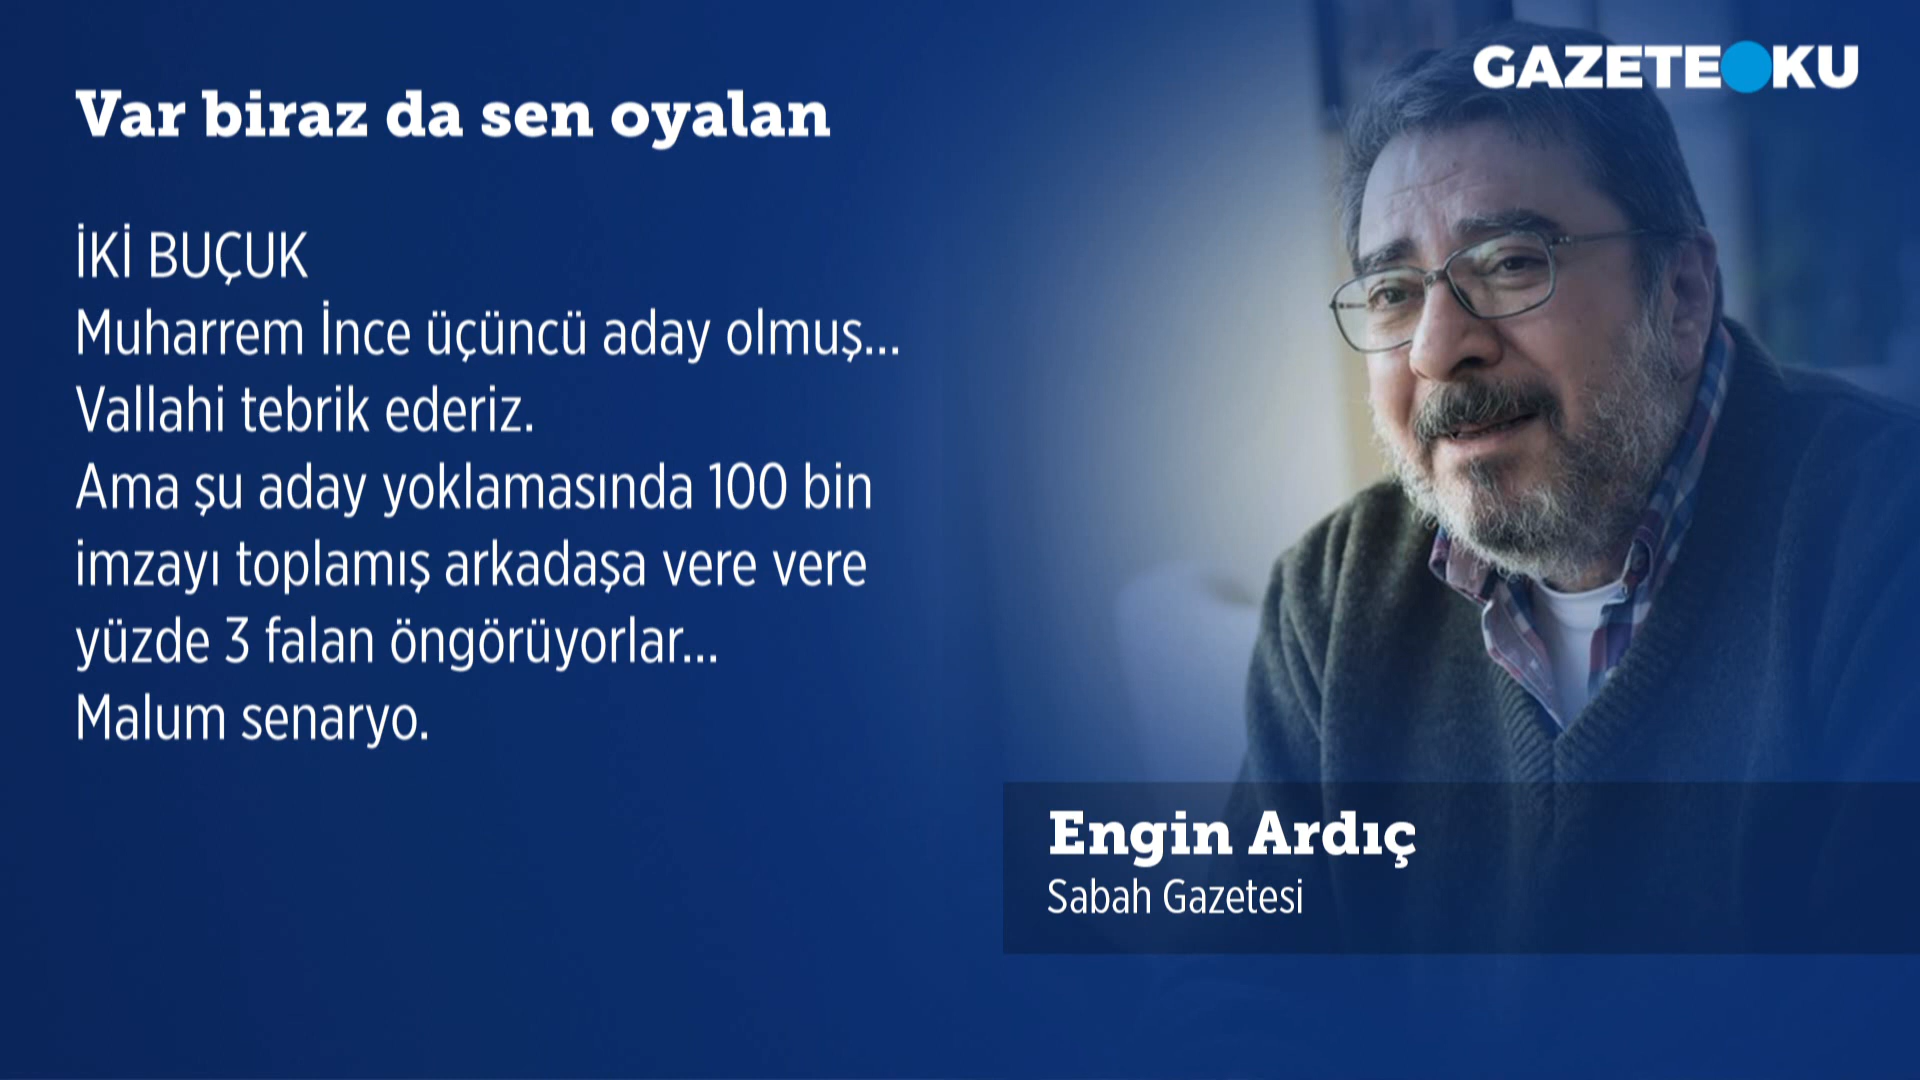 GAZETEOKU
Var biraz da sen oyalan
İKİ BUÇUK
Muharrem İnce üçüncü aday olmuş...
Vallahi tebrik ederiz.
Ama şu aday yoklamasında 100 bin
imzayı toplamış arkadaşa vere vere
yüzde 3 falan öngörüyorlar...
Malum senaryo.
Engin Ardıç
Sabah Gazetesi